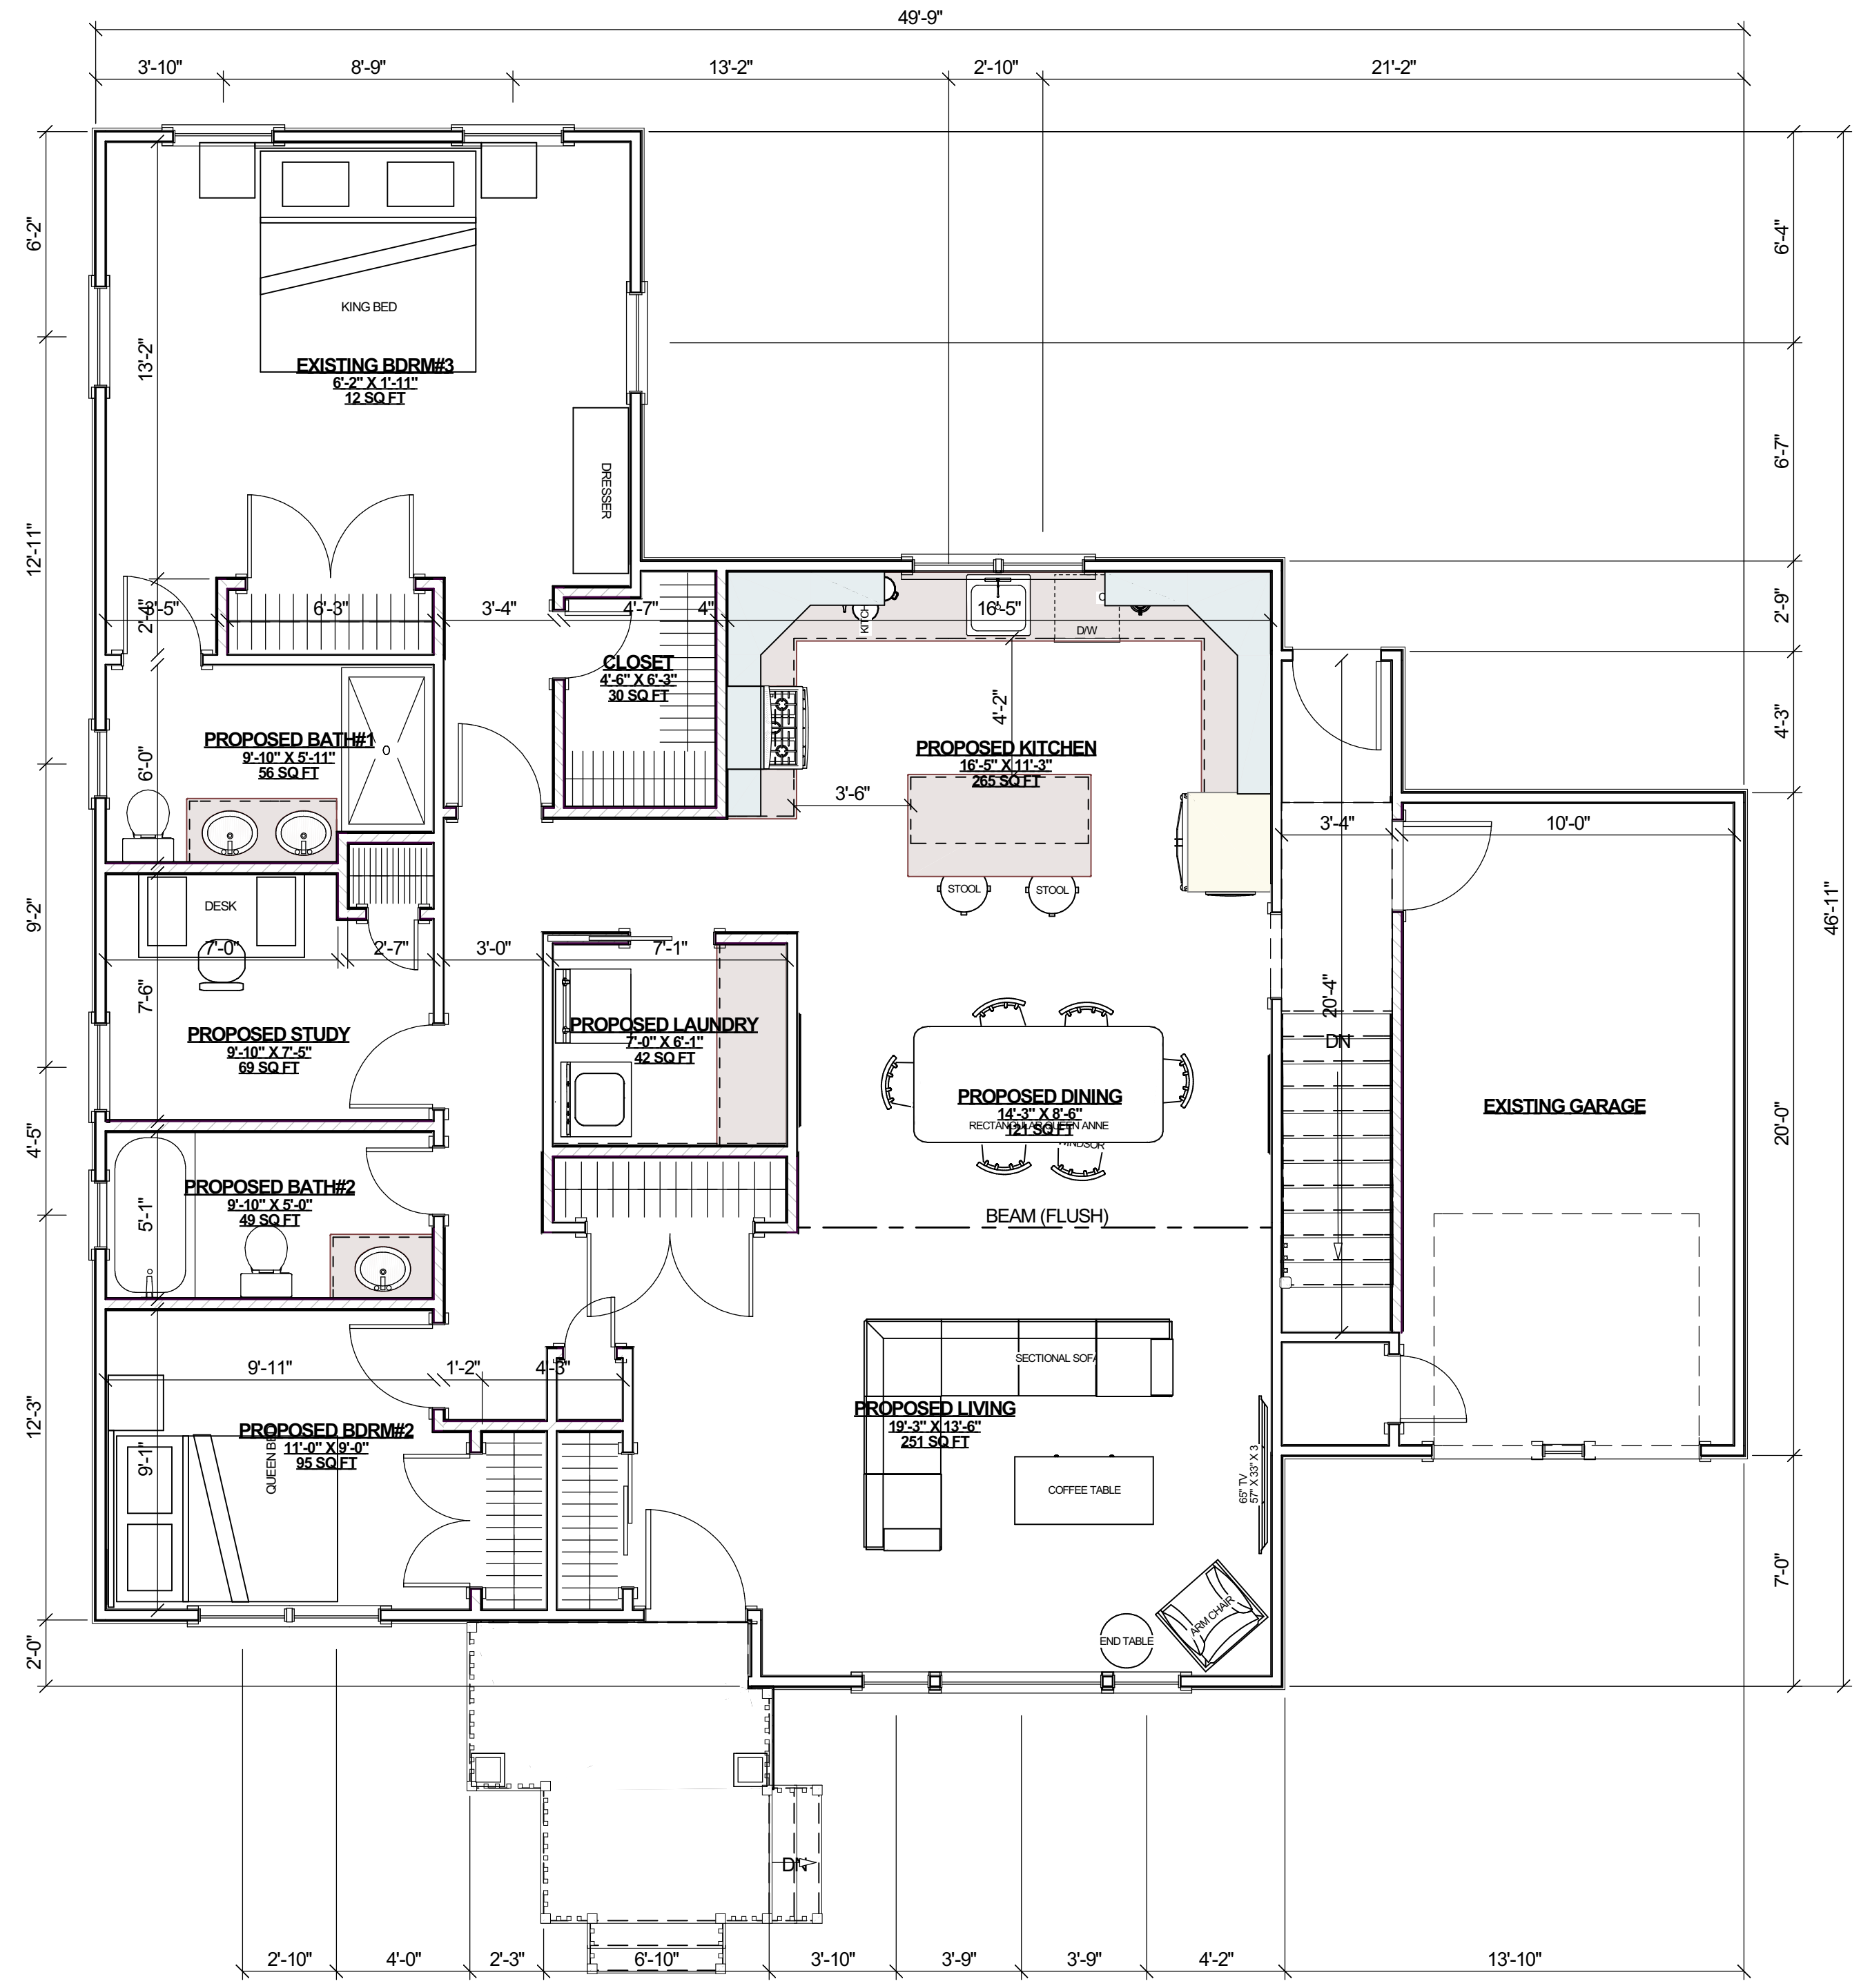 49'-9"
3'-10"
8'-9"
13'-2"
2'-10"
21'-2"
6'-2"
12'-11"
9'-2"
4'-5"
12'-3"
2'-0"
6'-4"
6'-7"
2'-9"
4'-3"
20'-0"
7'-0"
46'-11"
KING BED
13'-2"
EXISTING BDRM#3
6'-2" X 1'-11"
12 SQ FT
DRESSER
3'-5"
2'-4"
6'-3"
3'-4"
4'-7"
4"
16'-5"
D/W
CLOSET
4'-6" X 6'-3"
30 SQ FT
4'-2"
PROPOSED BATH#1
9'-10" X 5'-11"
56 SQ FT
6'-0"
PROPOSED KITCHEN
16'-5" X 11'-3"
265 SQ FT
3'-6"
3'-4"
10'-0"
STOOL
STOOL
DESK
7'-0"
2'-7"
3'-0"
7'-1"
7'-6"
20'-4"
PROPOSED STUDY
9'-10" X 7'-5"
69 SQ FT
PROPOSED LAUNDRY
7'-0" X 6'-1"
42 SQ FT
DN
PROPOSED DINING
14'-3" X 8'-6"
121 SQ FT
RECTANGULAR QUEEN ANNE
WINDSOR
EXISTING GARAGE
PROPOSED BATH#2
9'-10" X 5'-0"
49 SQ FT
5'-1"
BEAM (FLUSH)
9'-11"
1'-2"
4'-3"
SECTIONAL SOFA
PROPOSED LIVING
19'-3" X 13'-6"
251 SQ FT
PROPOSED BDRM#2
11'-0" X 9'-0"
95 SQ FT
9'-1"
QUEEN BED
COFFEE TABLE
65" TV
57" X 33" X 3
ARM CHAIR
END TABLE
DN
2'-10"
4'-0"
2'-3"
6'-10"
3'-10"
3'-9"
3'-9"
4'-2"
13'-10"